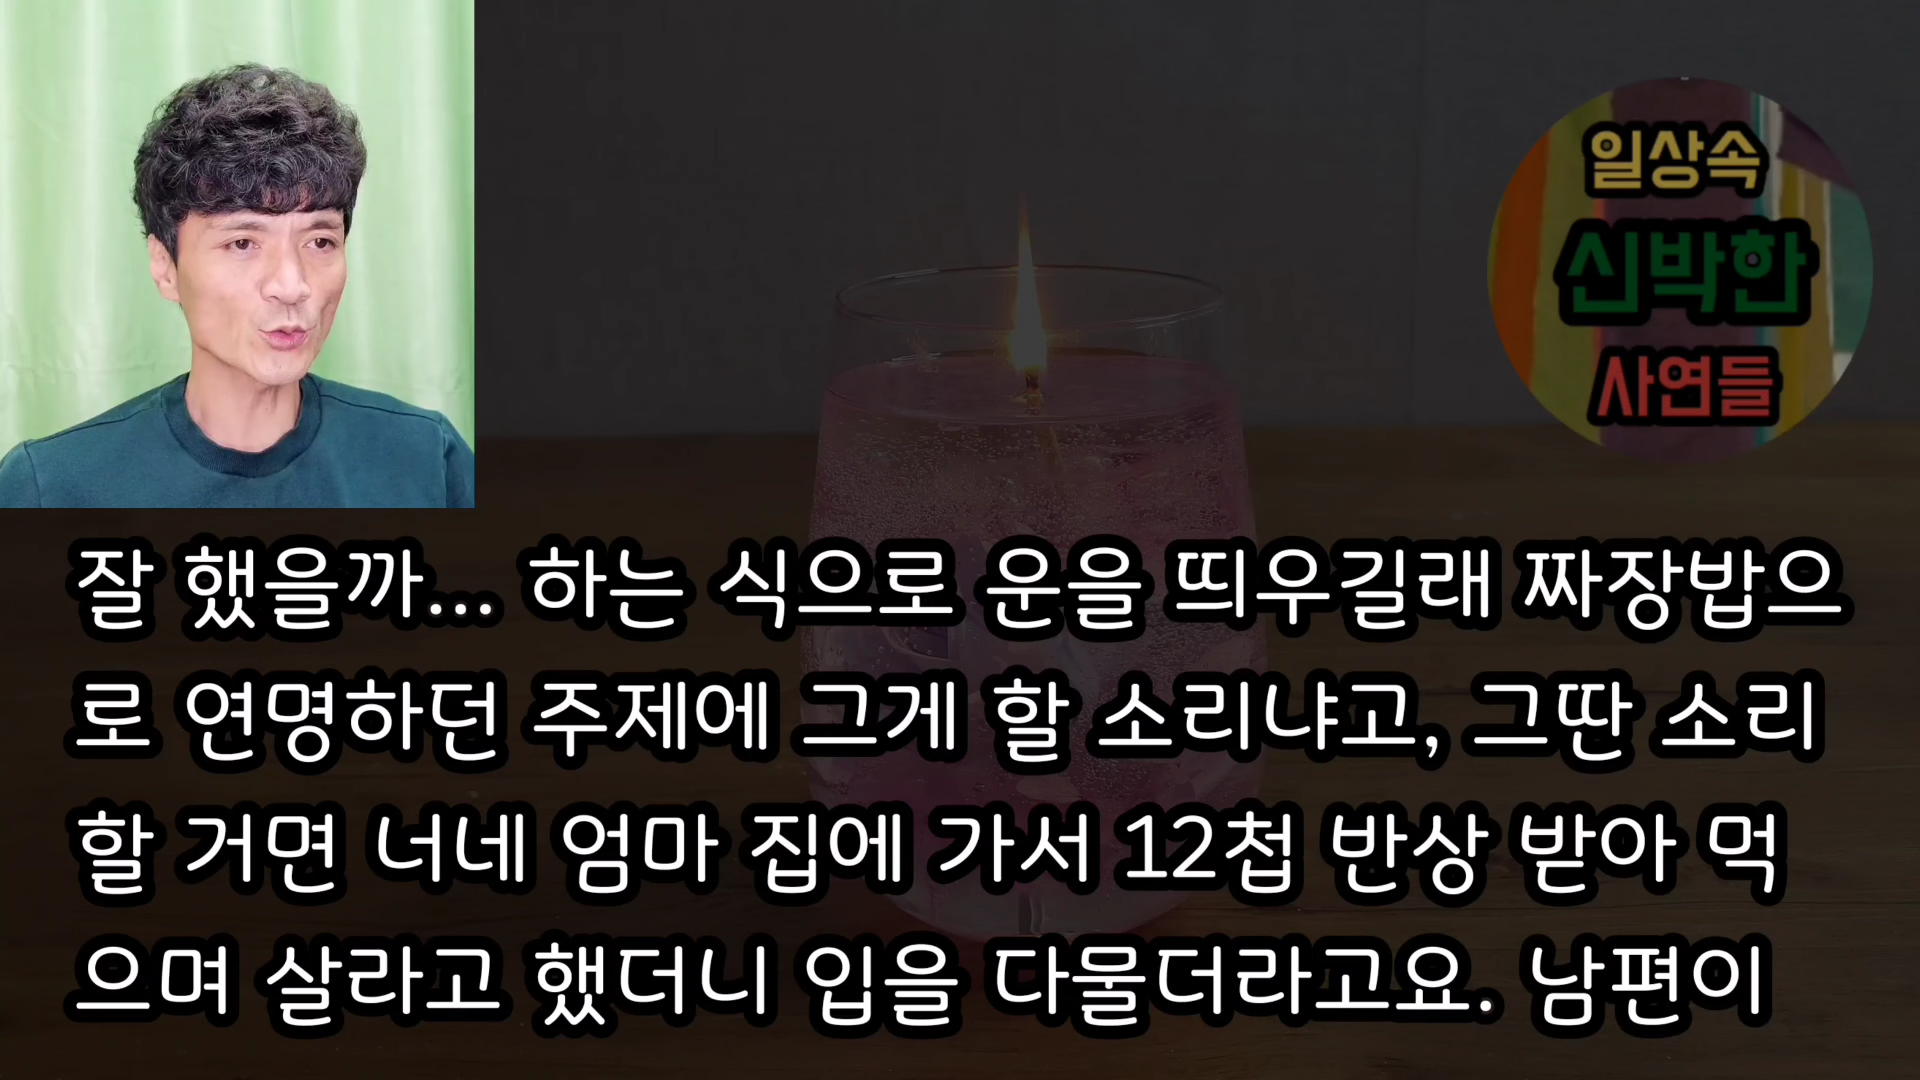 일상속
신박한
사연들
잘 했을까... 하는 식으로 운을 띄우길래 짜장밥으
로 연명하던 주제에 그게 할 소리냐고, 그딴 소리
할 거면 너네 엄마 집에 가서 12첩 반상 받아 먹
으며 살라고 했더니 입을 다물더라고요. 남편이